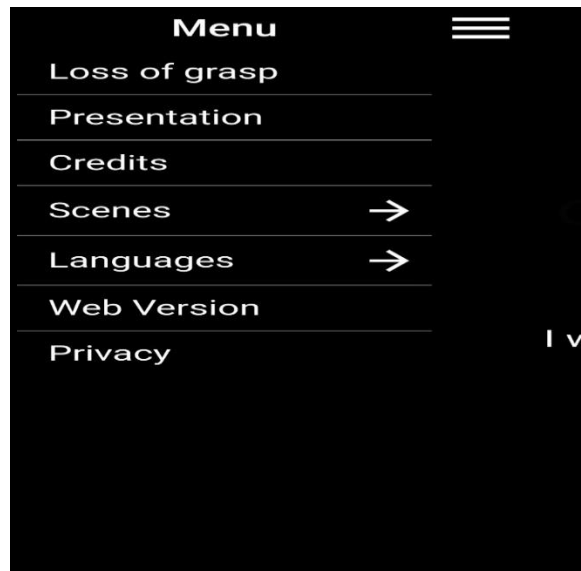 Menu
Loss of grasp
Presentation
Credits
Scenes
Languages
Web Version
Privacy
I